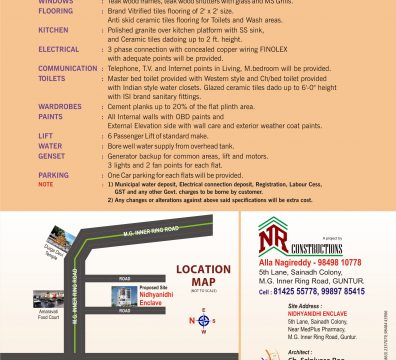 WINDOWS : Teak wood frames, teak wood shutters with glass and MS Grills.
FLOORING : Brand Vitrified tiles flooring of 2' x 2' size.
Anti skid ceramic tiles flooring for Toilets and Wash areas.
KITCHEN : Polished granite over kitchen platform with SS sink,
and Ceramic tiles dadoing up to 2 ft. height.
ELECTRICAL : 3 phase connection with concealed copper wiring FINOLEX
with adequate points will be provided.
COMMUNICATION : Telephone, T.V. and Internet points in Living, M.bedroom will be provided.
TOILETS : Master bed toilet provided with Western style and Ch/bed toilet provided
with Indian style water closets. Glazed ceramic tiles dado up to 6'-0" height
with ISI brand sanitary fittings.
WARDROBES : Cement planks up to 20% of the flat plinth area.
PAINTS : All Internal walls with OBD paints and
External Elevation side with wall care and exterior weather coat paints.
LIFT : 6 Passenger Lift of standard make.
WATER : Bore well water supply from overhead tank.
GENSET : Generator backup for common areas, lift and motors.
3 lights and 2 fan points for each flat.
PARKING : One Car parking for each flats will be provided.
NOTE : 1) Municipal water deposit, Electrical connection deposit, Registration, Labour Cess,
GST and any other Govt. charges to be borne by customer.
2) Any changes or alterations against above said specifications will be extra cost.
M.G. INNER RING ROAD
Durga Devi
Temple
M.G. INNER RING ROAD
ROAD
Proposed Site
Nidhyanidhi
Enclave
Amaravati
Food Court
ROAD
LOCATION
MAP
(NOT TO SCALE)
N
W E
S
A project by
NR
CONSTRUCTIONS
Alla Nagireddy - 98498 10778
5th Lane, Sainadh Colony,
M.G. Inner Ring Road, GUNTUR.
Cell : 81425 55778, 99897 85415
Site Address :
NIDHYANIDHI ENCLAVE
5th Lane, Sainadh Colony,
Near MedPlus Pharmacy,
M.G. Inner Ring Road, Guntur.
Architect :